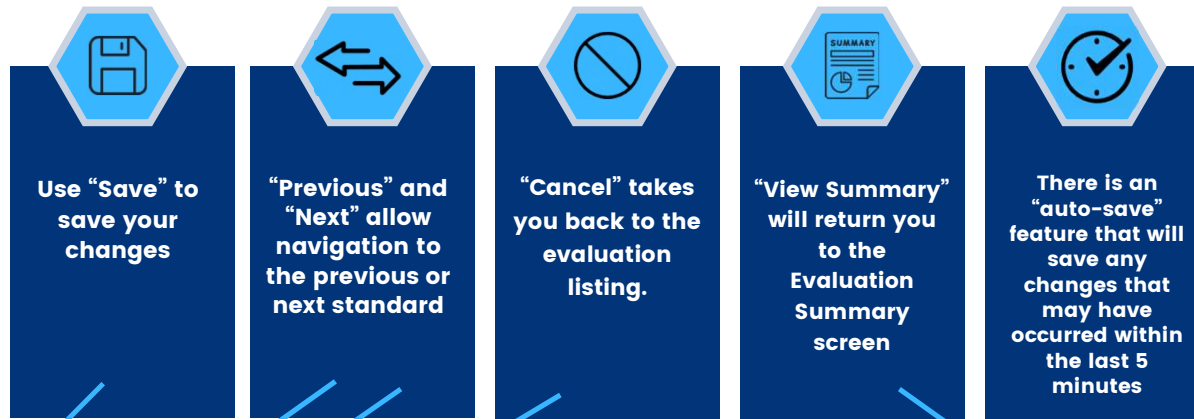 Use “Save” to
save your
changes
“Previous” and
“Next” allow
navigation to
the previous or
next standard
“Cancel” takes
you back to the
evaluation
listing.
SUMMARY
“View Summary”
will return you
to the
Evaluation
Summary
screen
There is an
“auto-save”
feature that will
save any
changes that
may have
occurred within
the last 5
minutes